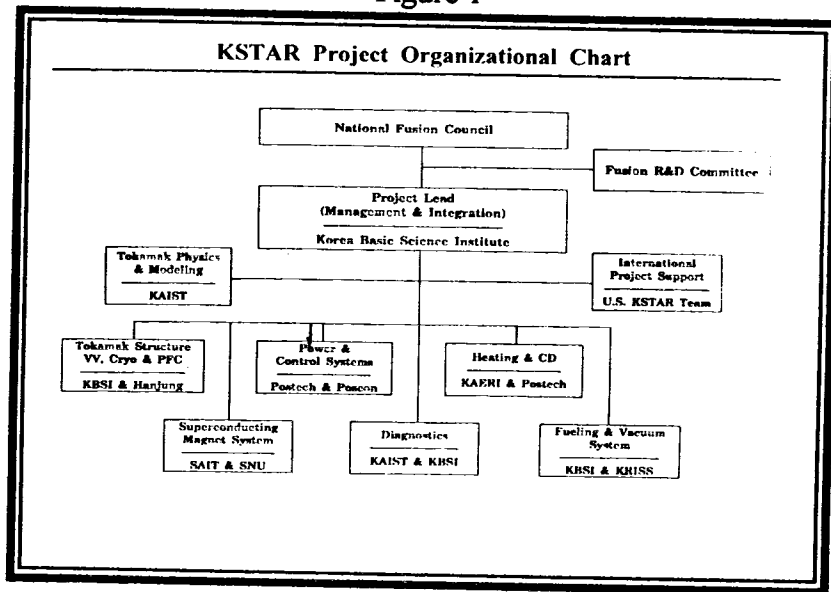 KSTAR Project Organizational Chart
National Fusion Council
Fusion R&D Committee
Project Lead
(Management & Integration)
Korea Basic Science Institute
Tokamak Physics
& Modeling
KAIST
International
Project Support
U.S. KSTAR Team
Tokamak Structure
VV, Cryo & PFC
KBSI & Hanjung
Power &
Control Systems
Postech & Poscon
Heating & CD
KAERI & Postech
Superconducting
Magnet System
SAIT & SNU
Diagnostics
KAIST & KBSI
Fueling & Vacuum
System
KBSI & KRISS